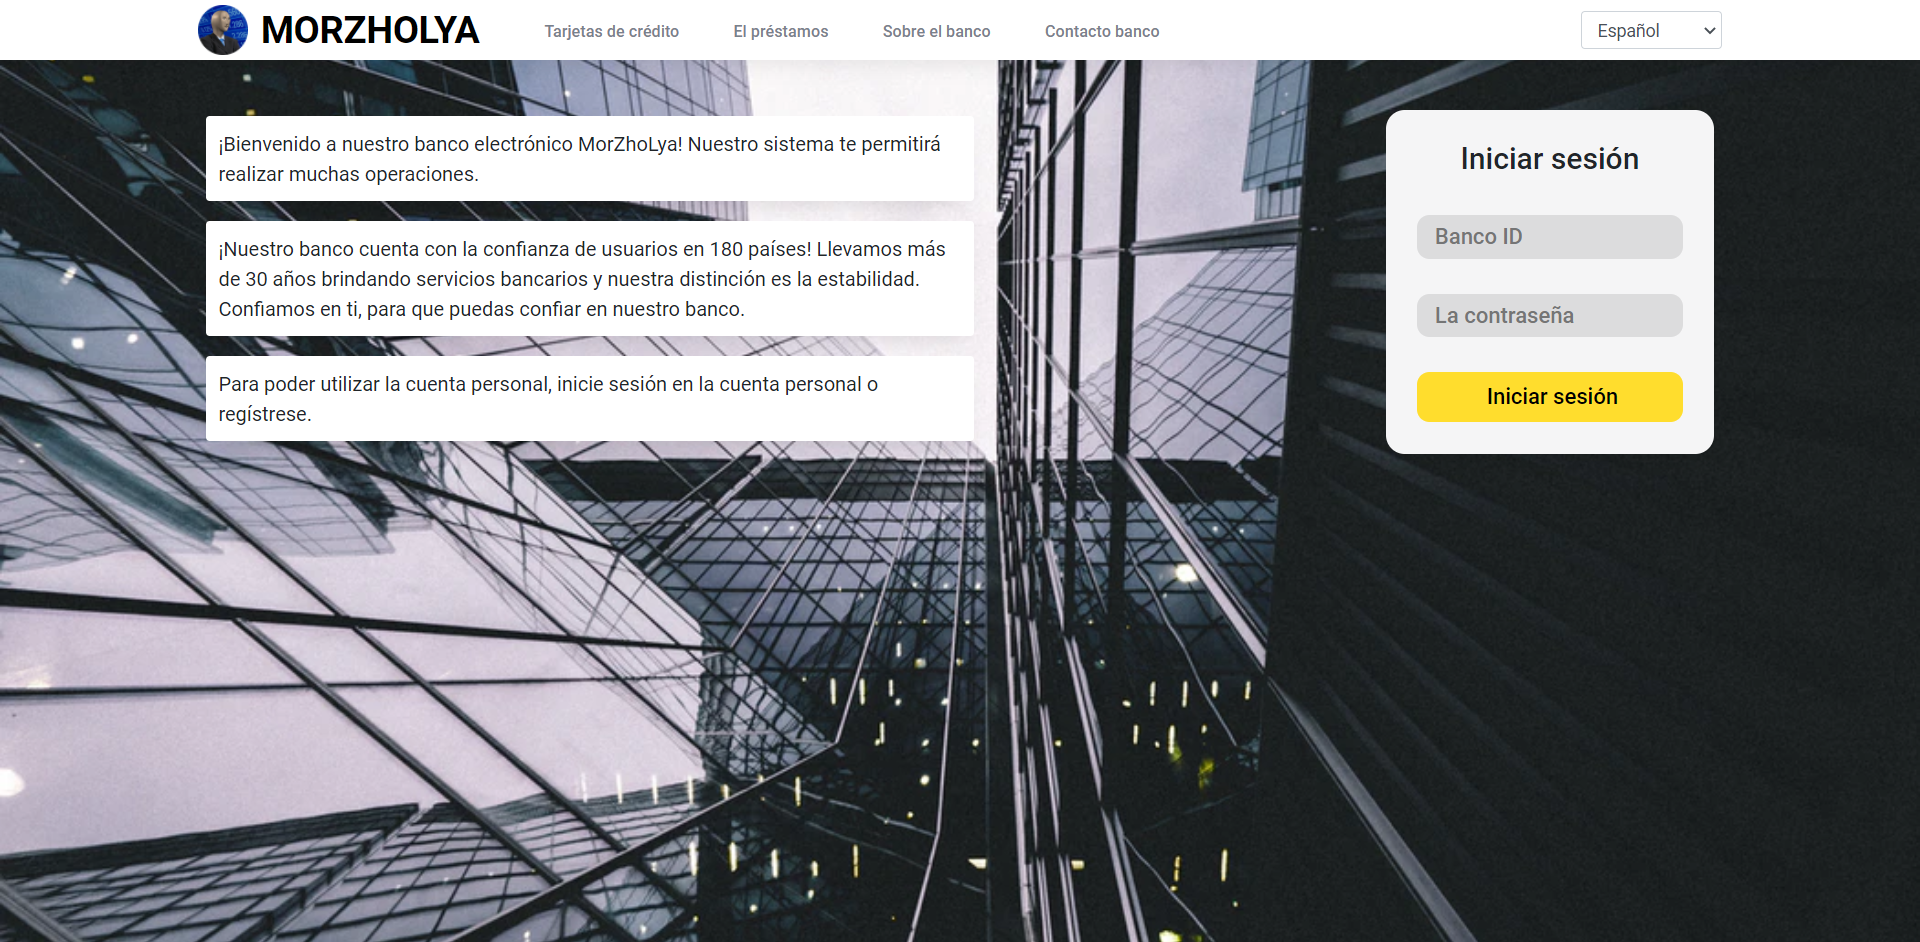 MORZHOLYA
Tarjetas de crédito
El préstamos
Sobre el banco
Contacto banco
Español
¡Bienvenido a nuestro banco electrónico MorZhoLya! Nuestro sistema te permitirá
realizar muchas operaciones.
¡Nuestro banco cuenta con la confianza de usuarios en 180 países! Llevamos más
de 30 años brindando servicios bancarios y nuestra distinción es la estabilidad.
Confiamos en ti, para que puedas confiar en nuestro banco.
Para poder utilizar la cuenta personal, inicie sesión en la cuenta personal o
regístrese.
Iniciar sesión
Banco ID
La contraseña
Iniciar sesión